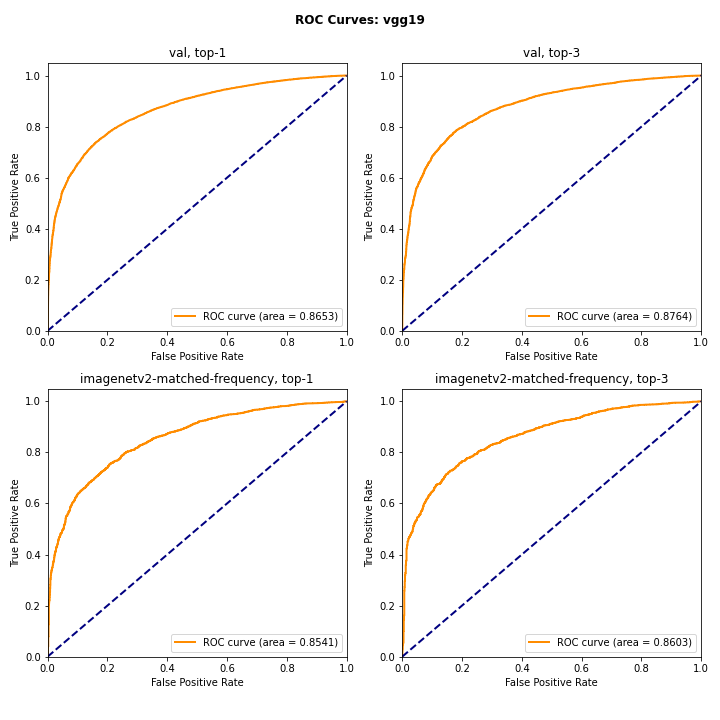 ROC Curves: vgg19
val, top-1
True Positive Rate
1.0
0.8
0.6
0.4
0.2
0.0
ROC curve (area = 0.8653)
0.0 0.2 0.4 0.6 0.8 1.0
False Positive Rate
val, top-3
True Positive Rate
1.0
0.8
0.6
0.4
0.2
0.0
ROC curve (area = 0.8764)
0.0 0.2 0.4 0.6 0.8 1.0
False Positive Rate
imagenetv2-matched-frequency, top-1
True Positive Rate
1.0
0.8
0.6
0.4
0.2
0.0
ROC curve (area = 0.8541)
0.0 0.2 0.4 0.6 0.8 1.0
False Positive Rate
imagenetv2-matched-frequency, top-3
True Positive Rate
1.0
0.8
0.6
0.4
0.2
0.0
ROC curve (area = 0.8603)
0.0 0.2 0.4 0.6 0.8 1.0
False Positive Rate